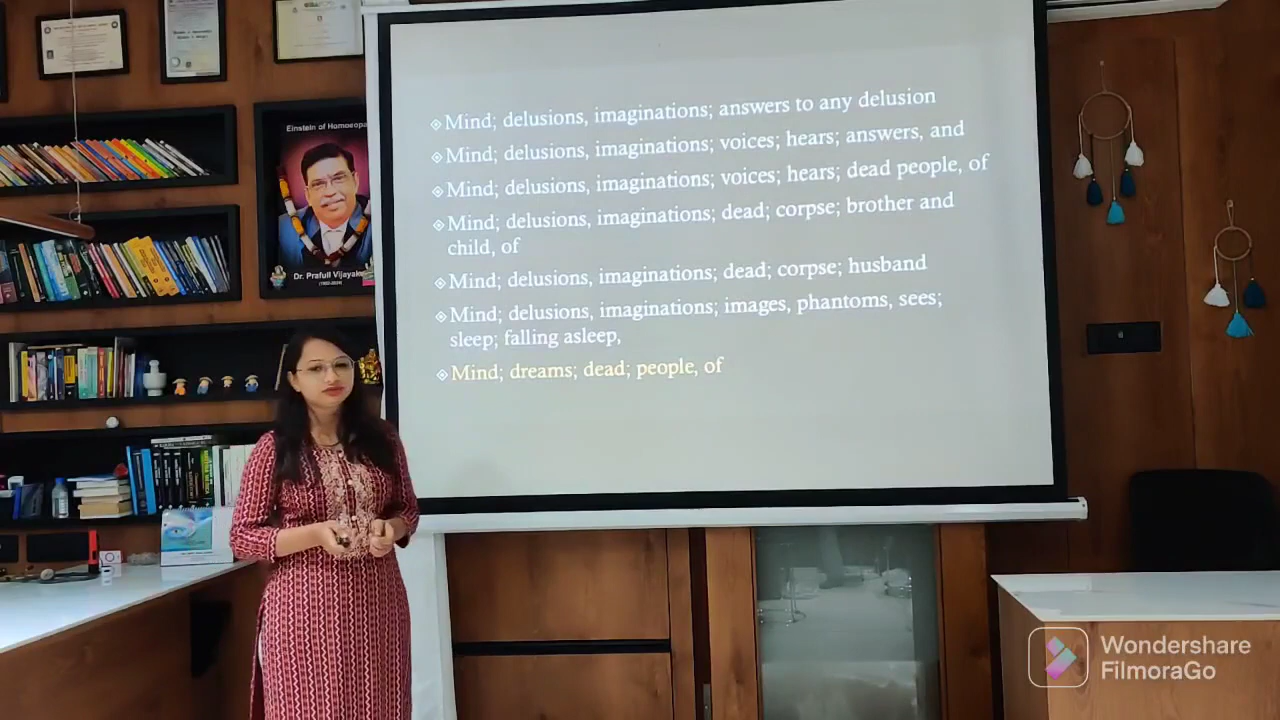 Mind; delusions, imaginations; answers to any delusion
Mind; delusions, imaginations; voices; hears; answers, and
Mind; delusions, imaginations; voices; hears; dead people, of
Mind; delusions, imaginations; dead; corpse; brother and
child, of
Mind; delusions, imaginations; dead; corpse; husband
Mind; delusions, imaginations; images, phantoms, sees;
sleep; falling asleep,
Mind; dreams; dead; people, of
Einstein of Homoeopa
Dr. Prafull Vijayak
Wondershare
FilmoraGo